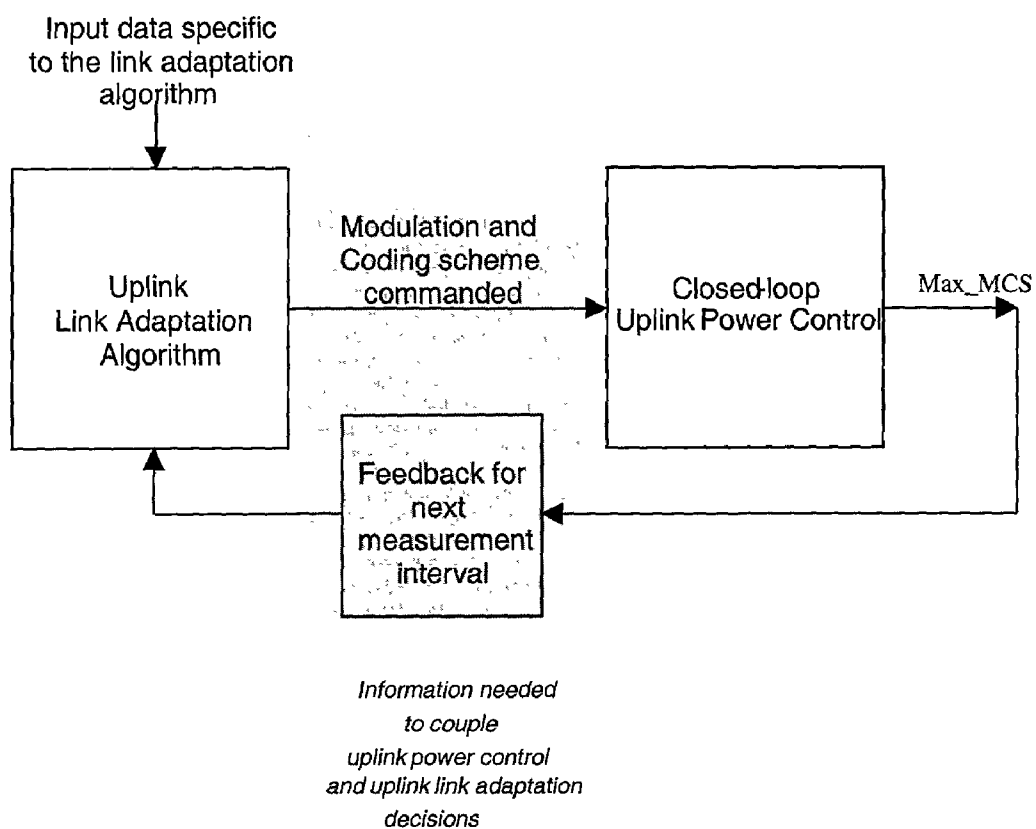 Input data specific
to the link adaptation
algorithm
Modulation and
Coding scheme
commanded
Uplink
Link Adaptation
Algorithm
Closed-loop
Uplink Power Control
Max_MCS
Feedback for
next
measurement
interval
Information needed
to couple
uplink power control
and uplink link adaptation
decisions